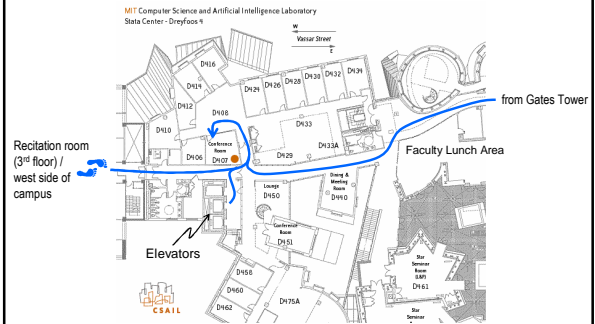 MIT Computer Science and Artificial Intelligence Laboratory
Stata Center - Dreyfoos 4
W
Vassar Street
E
D416
D414
D412
D410
D408
D424
D426
D428
D430
D432
D434
D433
D433A
D429
D406
Conference
Room
D407
from Gates Tower
Faculty Lunch Area
Recitation room
(3rd floor) /
west side of
campus
Lounge
D450
Dining &
Meeting
Room
D440
Conference
Room
D451
Elevators
D458
D460
D462
D475A
Star
Seminar
Room
(LNF)
D461
Star
Seminar
CSAIL